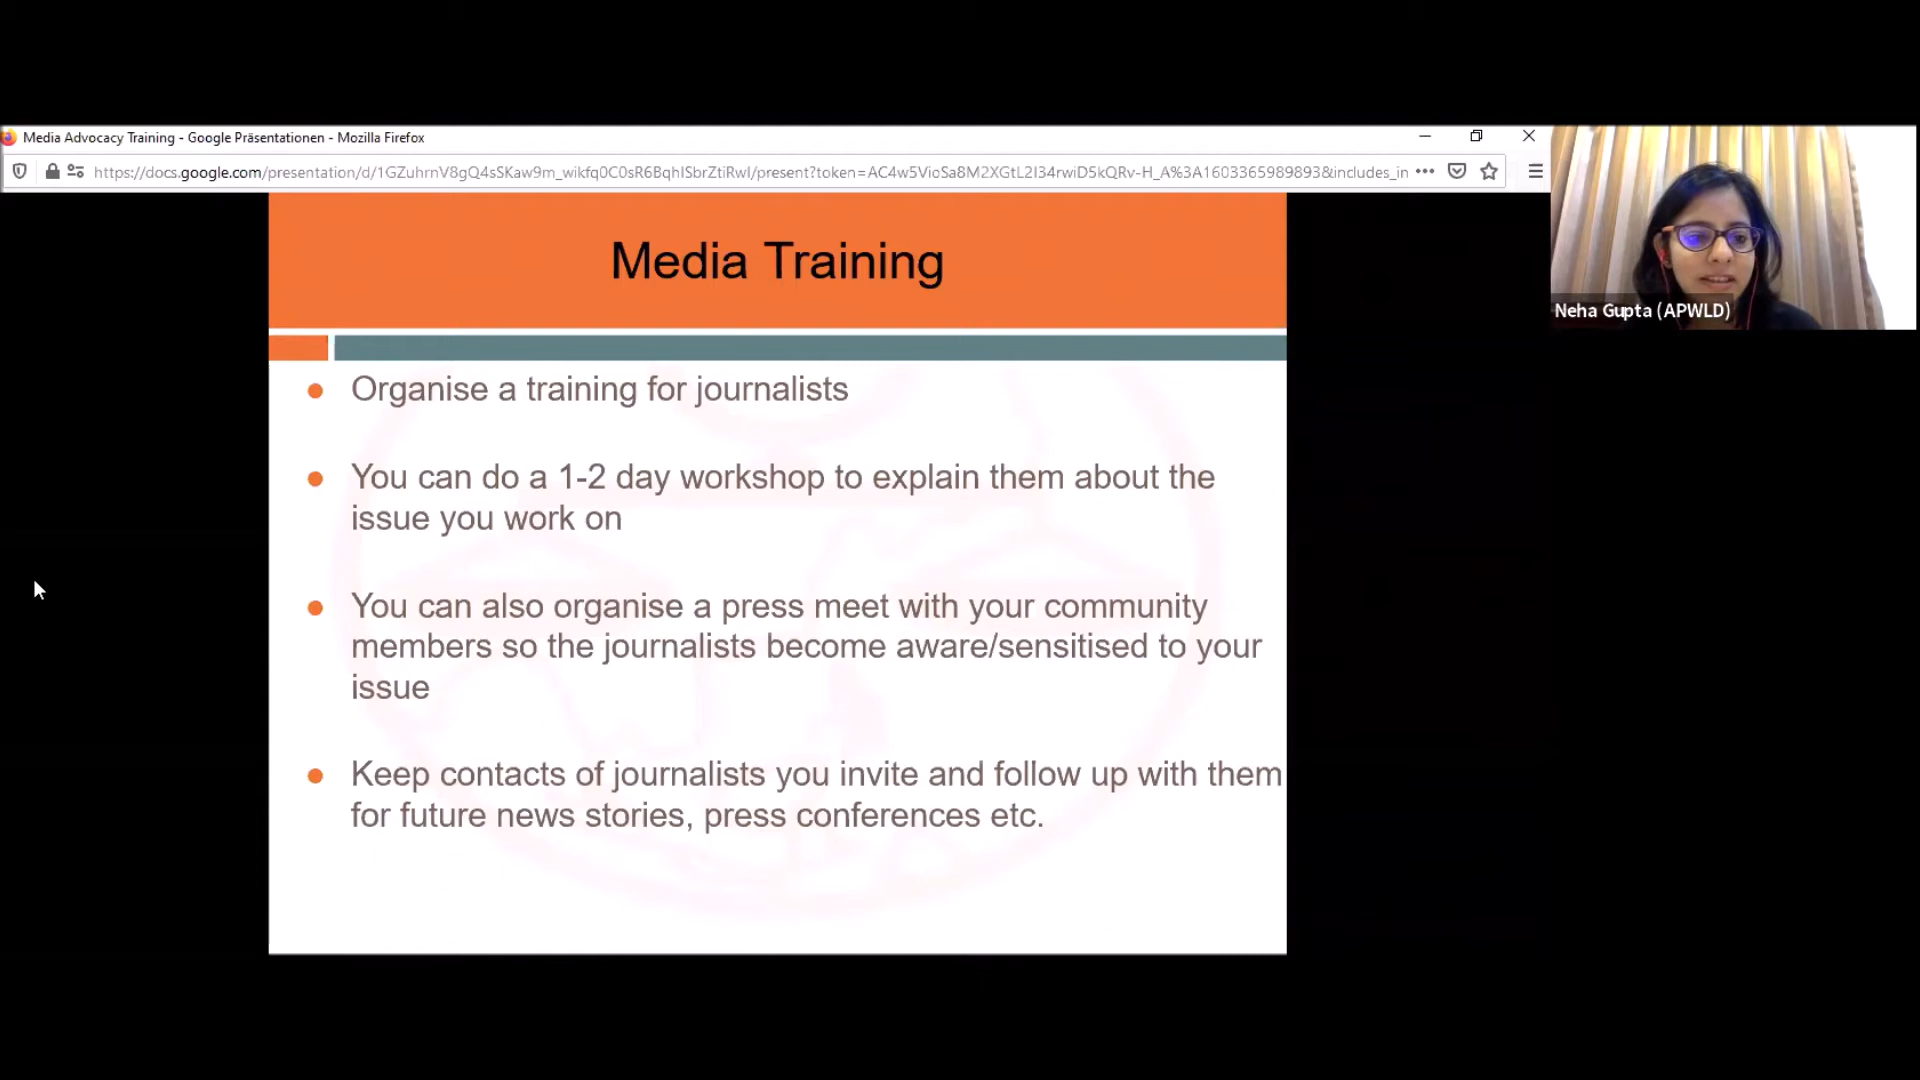 Media Advocacy Training - Google Präsentationen - Mozilla Firefox
https://docs.google.com/presentation/d/1GZuhrnV8gQ4sSKaw9m_wikfq0C0sR6BqhISbrZtiRwI/present?token=AC4w5VioSa8M2XGtL2I34rwiD5kQRv-H_A%3A1603365989893&includes_in
Media Training
Neha Gupta (APWLD)
• Organise a training for journalists
• You can do a 1-2 day workshop to explain them about the
issue you work on
• You can also organise a press meet with your community
members so the journalists become aware/sensitised to your
issue
• Keep contacts of journalists you invite and follow up with them
for future news stories, press conferences etc.